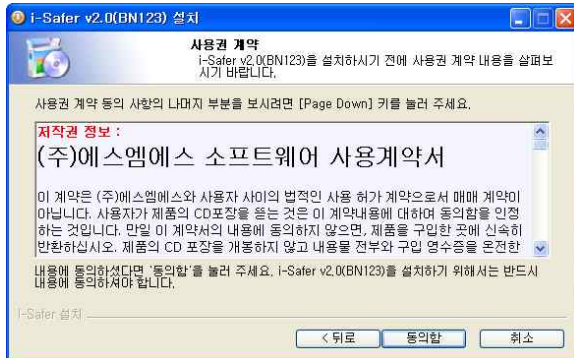 i-Safer v2.0(BN123) 설치
사용권 계약
i-Safer v2.0(BN123)을 설치하시기 전에 사용권 계약 내용을 살펴보
시기 바랍니다.
사용권 계약 동의 사항의 나머지 부분을 보시려면 [Page Down] 키를 눌러 주세요.
저작권 정보 :
(주)에스엠에스 소프트웨어 사용계약서
이 계약은 (주)에스엠에스와 사용자 사이의 법적인 사용 허가 계약으로서 매매 계약이
아닙니다. 사용자가 제품의 CD포장을 뜯는 것은 이 계약내용에 대하여 동의함을 인정
하는 것입니다. 만일 이 계약서의 내용에 동의하지 않으면, 제품을 구입한 곳에 신속히
반환하십시오. 제품의 CD 포장을 개봉하지 않고 내용물 전부와 구입 영수증을 온전한
내용에 동의하셨다면 '동의함'을 눌러 주세요. i-Safer v2.0(BN123)을 설치하기 위해서는 반드시
내용에 동의하셔야 합니다.
i-Safer 설치
< 뒤로
동의함
취소